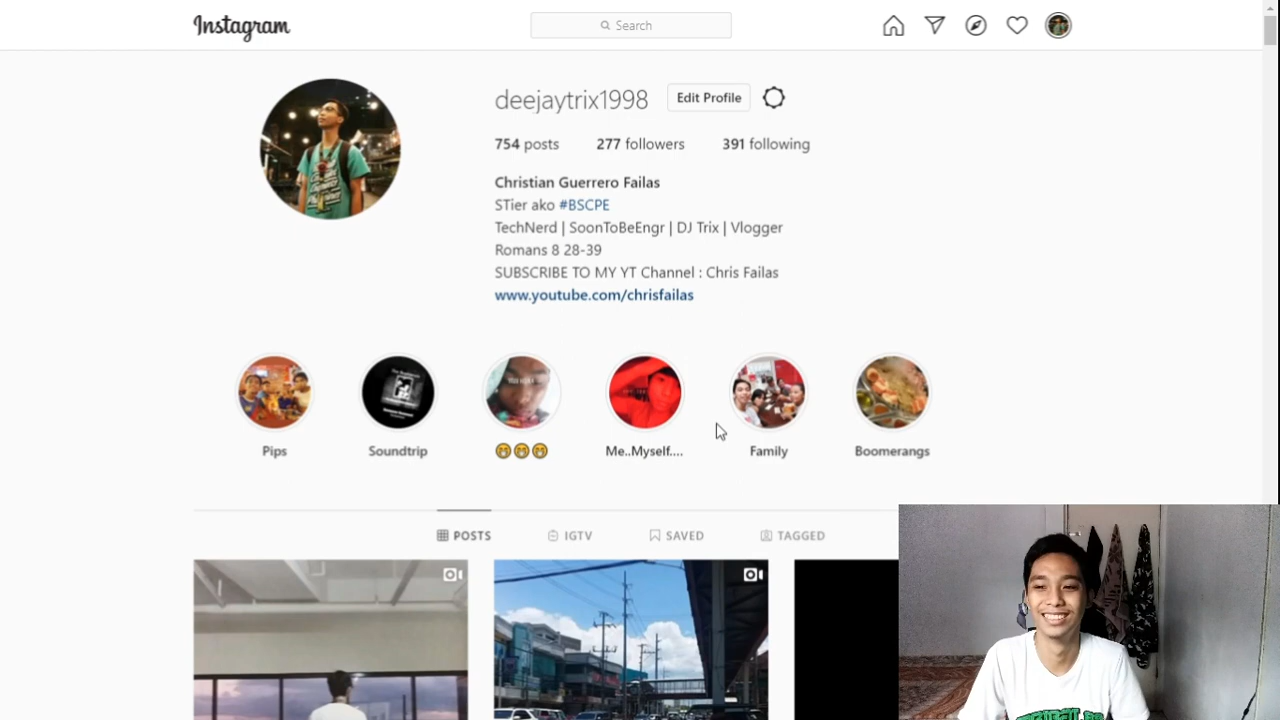 Instagram
Search
deejaytrix1998 Edit Profile
754 posts 277 followers 391 following
Christian Guerrero Failas
STier ako #BSCPE
TechNerd | SoonToBeEngr | DJ Trix | Vlogger
Romans 8 28-39
SUBSCRIBE TO MY YT Channel : Chris Failas
www.youtube.com/chrisfailas
Pips Soundtrip 🤭🤭🤭 Me..Myself.... Family Boomerangs
POSTS IGTV SAVED TAGGED